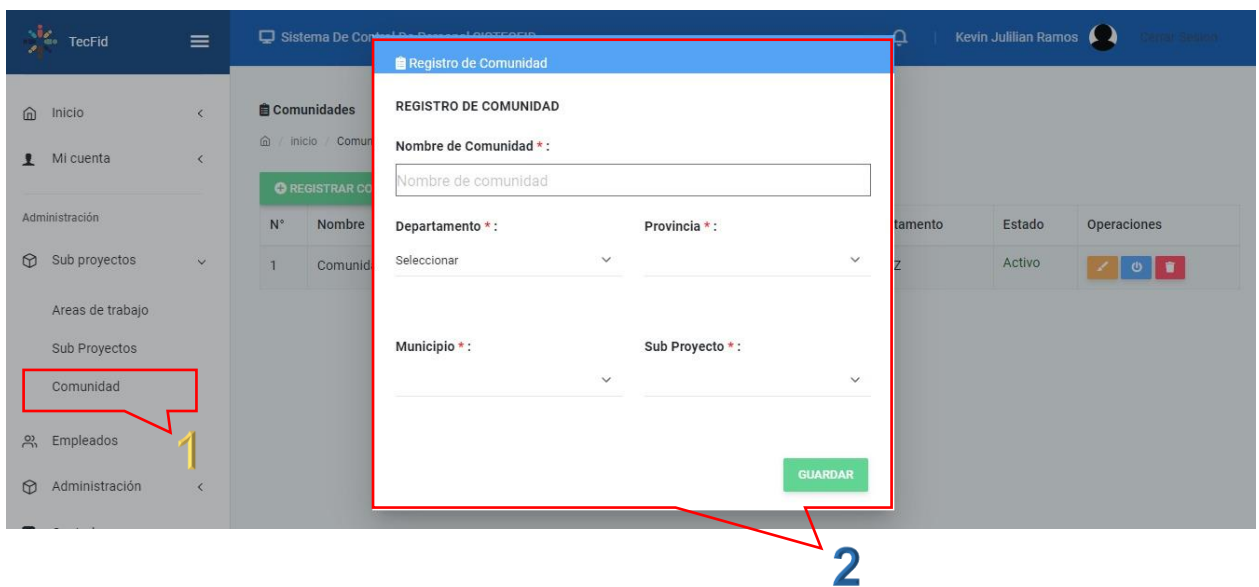 TecFid
Sistema De Control De Personal SISTECFID
Kevin Julilian Ramos
Cerrar Sesion
Inicio
Mi cuenta
Administración
Sub proyectos
Areas de trabajo
Sub Proyectos
Comunidad
1
Empleados
Administración
Comunidades
/ inicio / Comun
REGISTRAR CO
N° Nombre
tamento Estado Operaciones
1 Comunid
Z Activo
Registro de Comunidad
REGISTRO DE COMUNIDAD
Nombre de Comunidad * :
Nombre de comunidad
Departamento * : Provincia * :
Seleccionar
Municipio * : Sub Proyecto * :
GUARDAR
2